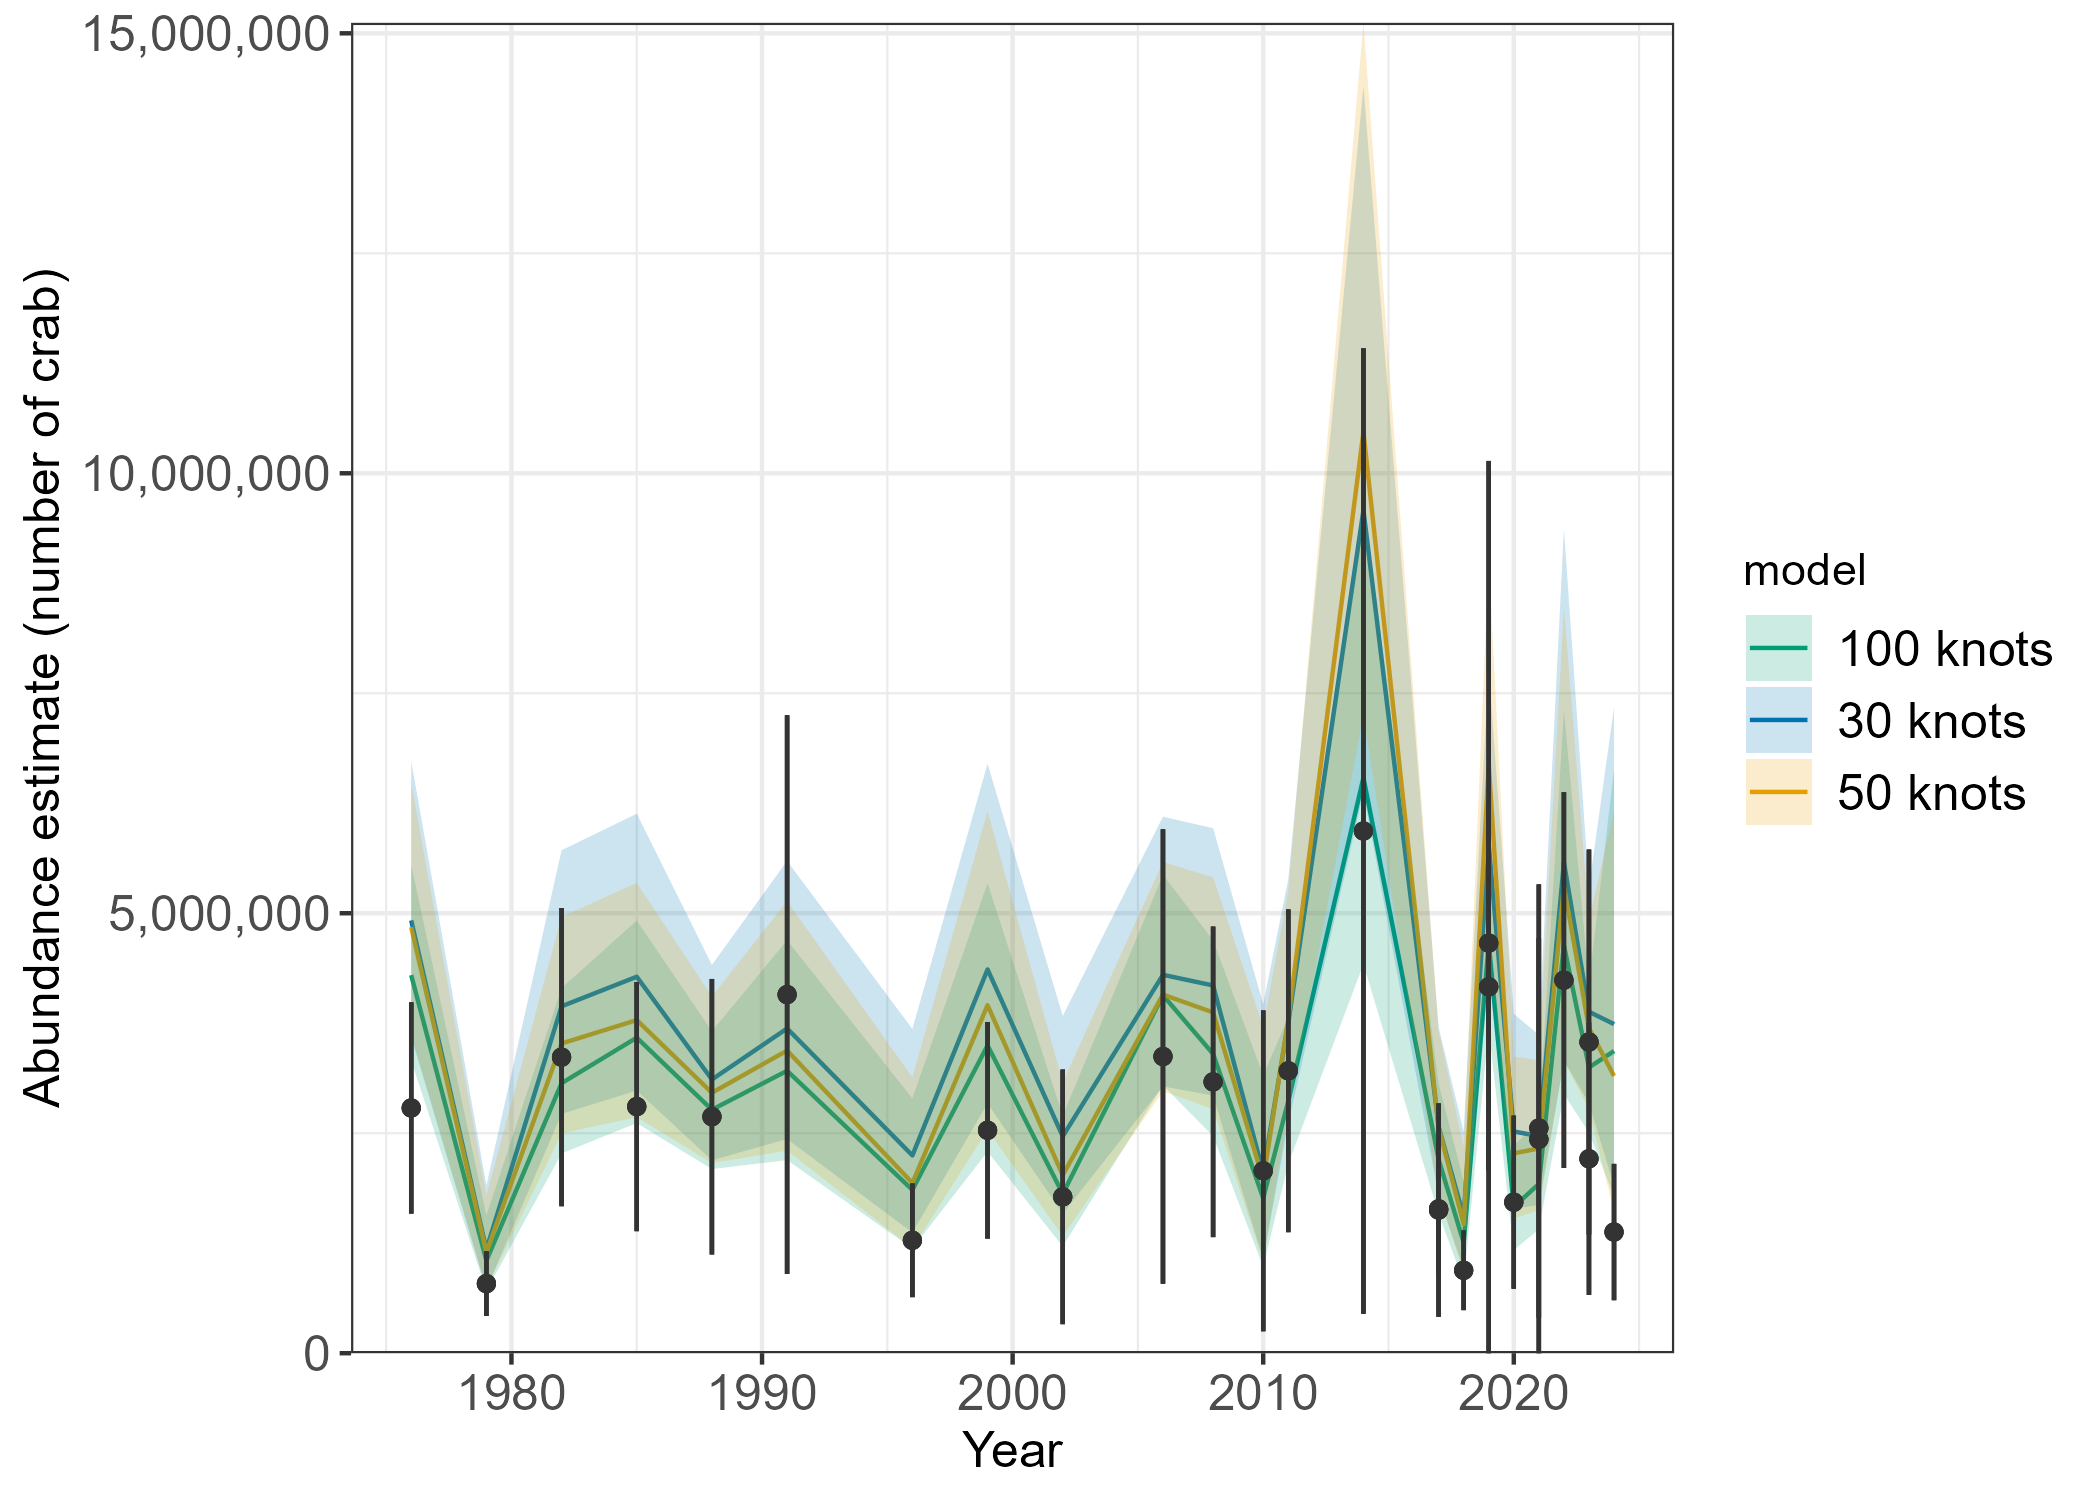 15,000,000
10,000,000
5,000,000
0
Abundance estimate (number of crab)
1980 1990 2000 2010 2020
Year
model
100 knots
30 knots
50 knots